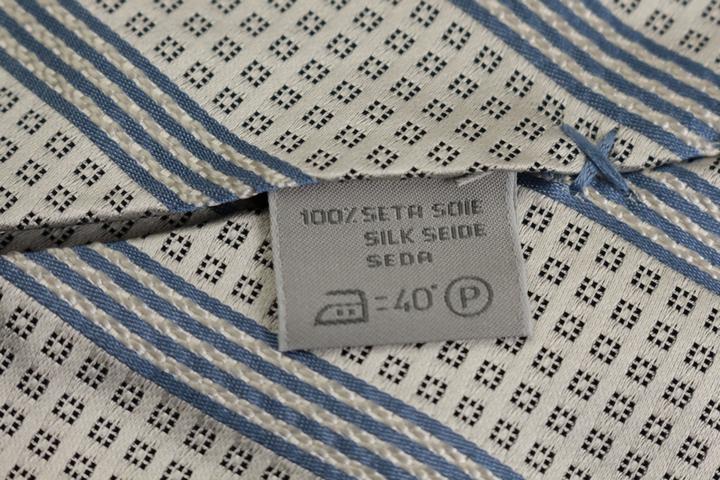 100% SETA SOIE
SILK SEIDE
SEDA
=40° P